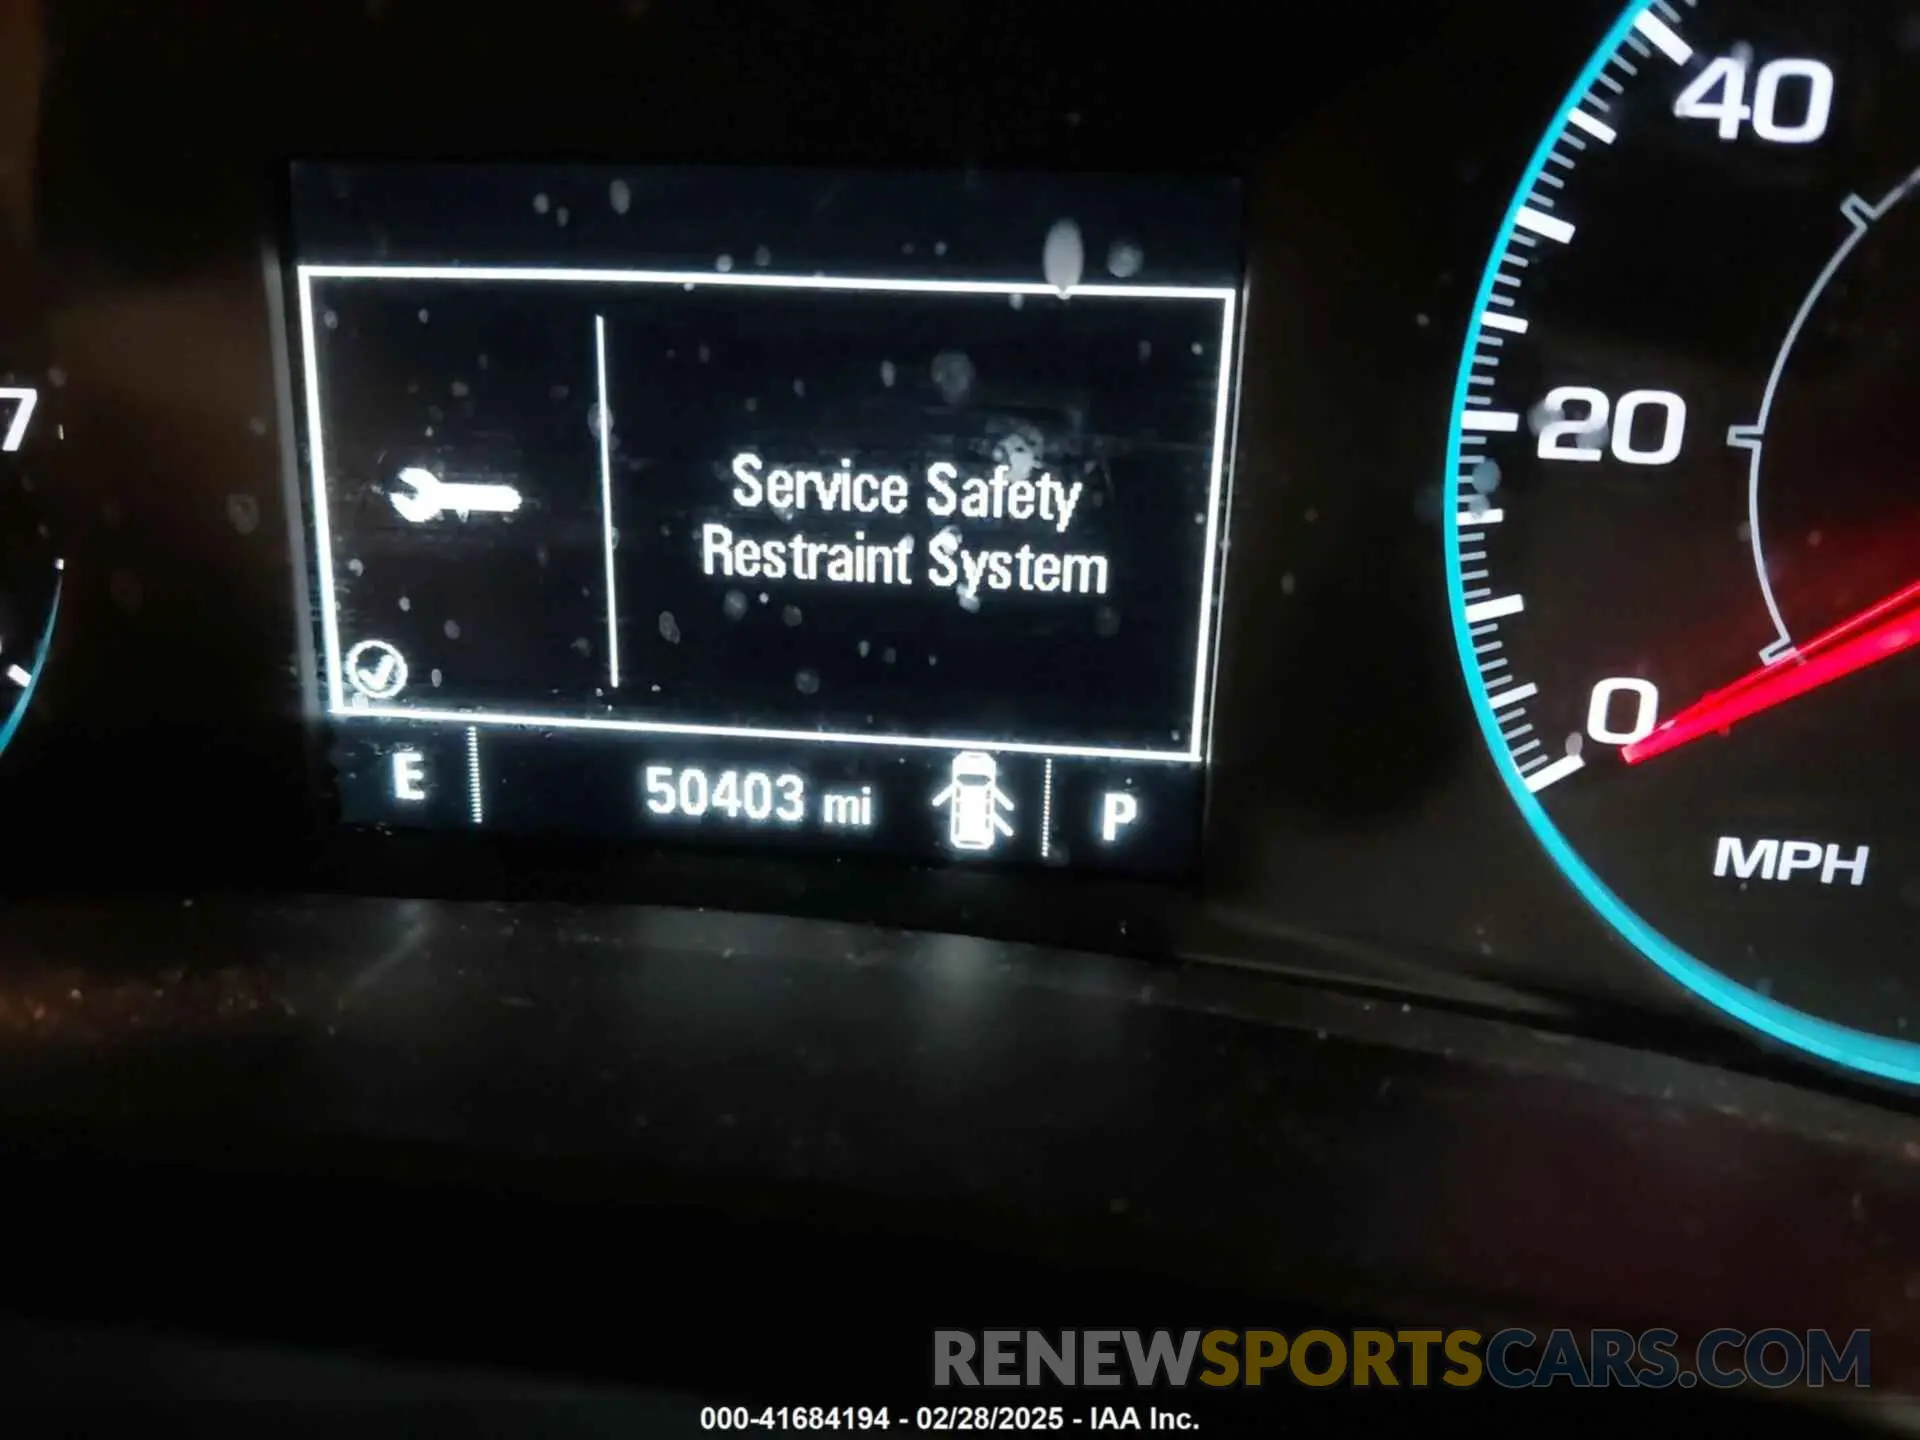 40
7
20
Service Safety
Restraint System
0
E
50403 mi
P
MPH
RENEWSPORTSCARS.COM
000-41684194 - 02/28/2025 - IAA Inc.